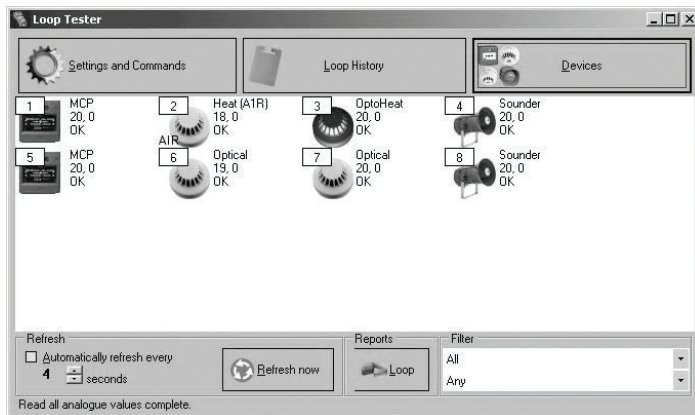 Loop Tester
Settings and Commands
Loop History
Devices
1 MCP 2 Heat (A1R) 3 OptoHeat 4 Sounder
20, 0 18, 0 20, 0 20, 0
OK OK OK OK
AIR
5 MCP 6 Optical 7 Optical 8 Sounder
20, 0 19, 0 20, 0 20, 0
OK OK OK OK
Refresh
Automatically refresh every
4 seconds
Refresh now
Reports
Loop
Filter
All
Any
Read all analogue values complete.